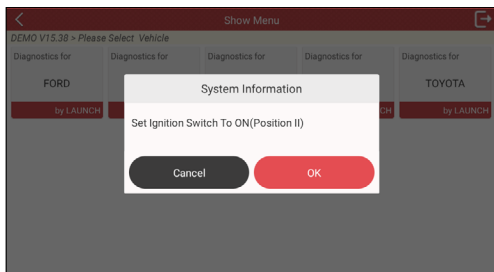 Show Menu
DEMO V15.38 > Please Select Vehicle
Diagnostics for Diagnostics for Diagnostics for Diagnostics for Diagnostics for
FORD TOYOTA
by LAUNCH CH by LAUNCH
System Information
Set Ignition Switch To ON(Position II)
Cancel OK